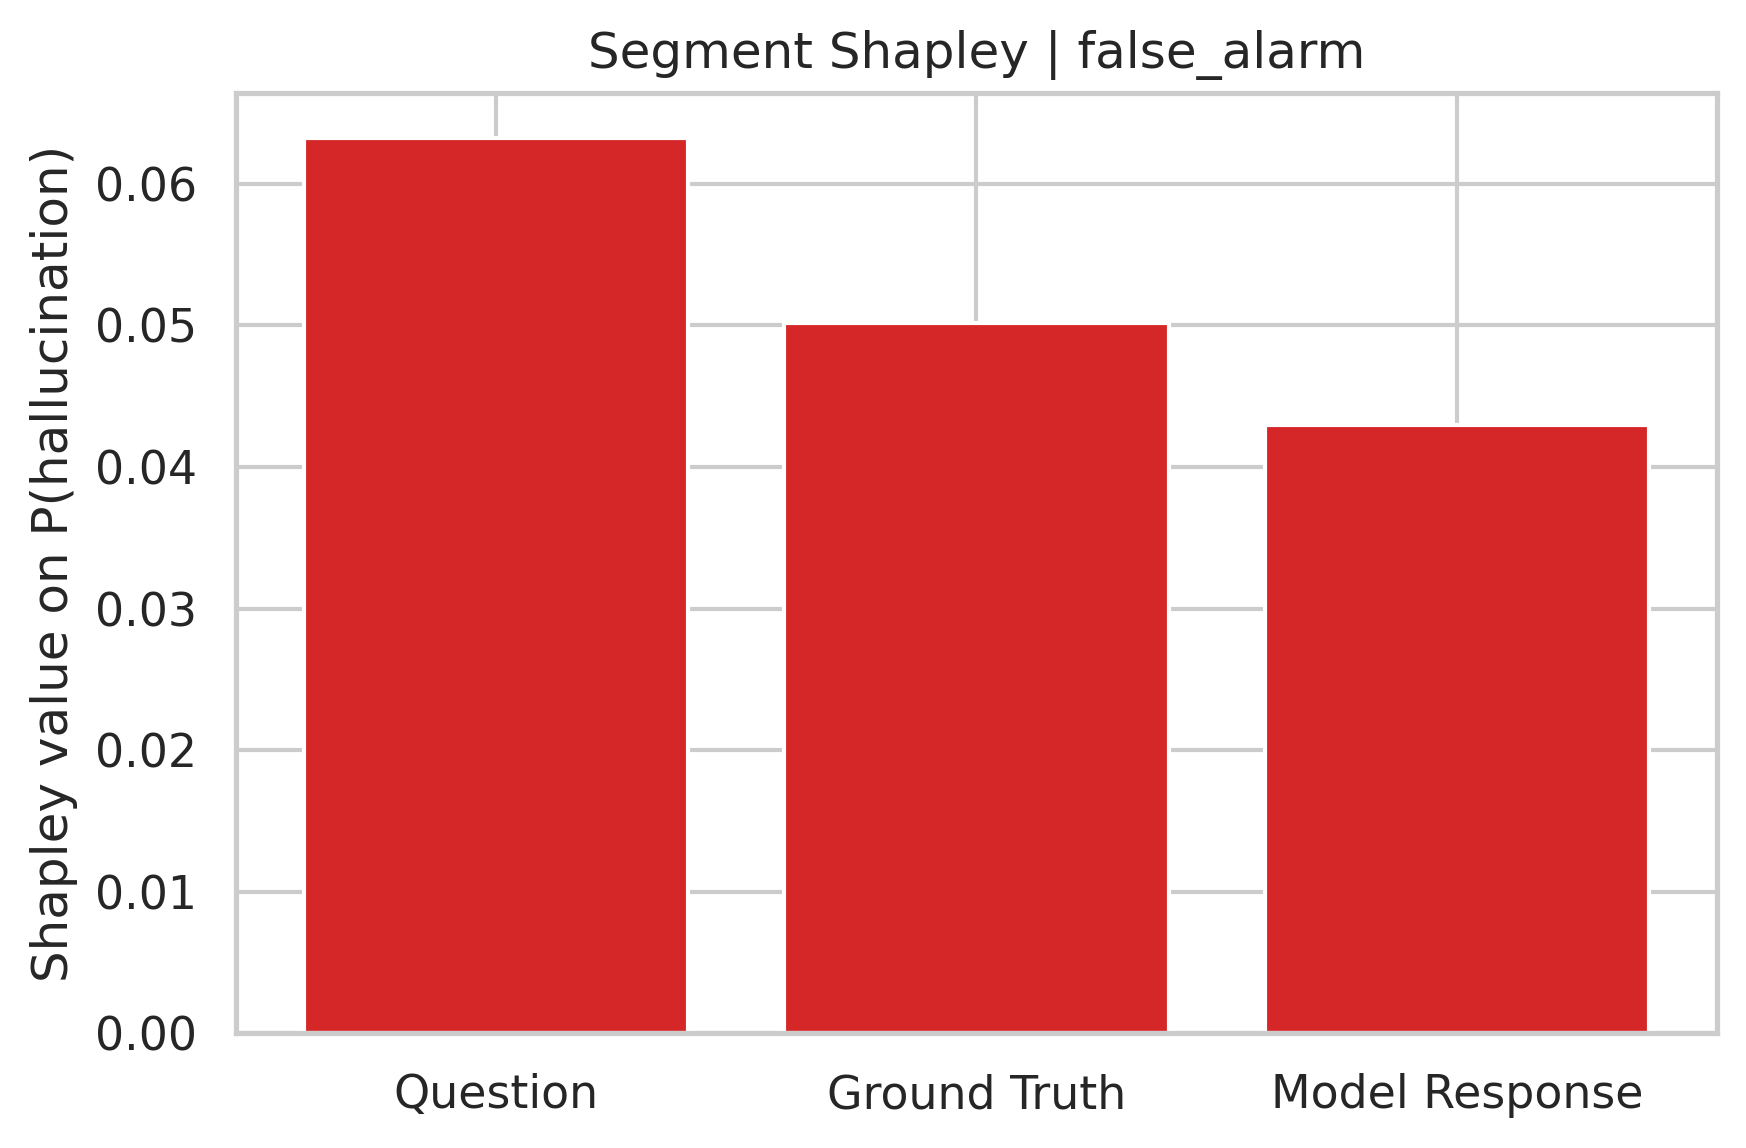 Segment Shapley | false_alarm
Shapley value on P(hallucination)
0.06
0.05
0.04
0.03
0.02
0.01
0.00
Question
Ground Truth
Model Response